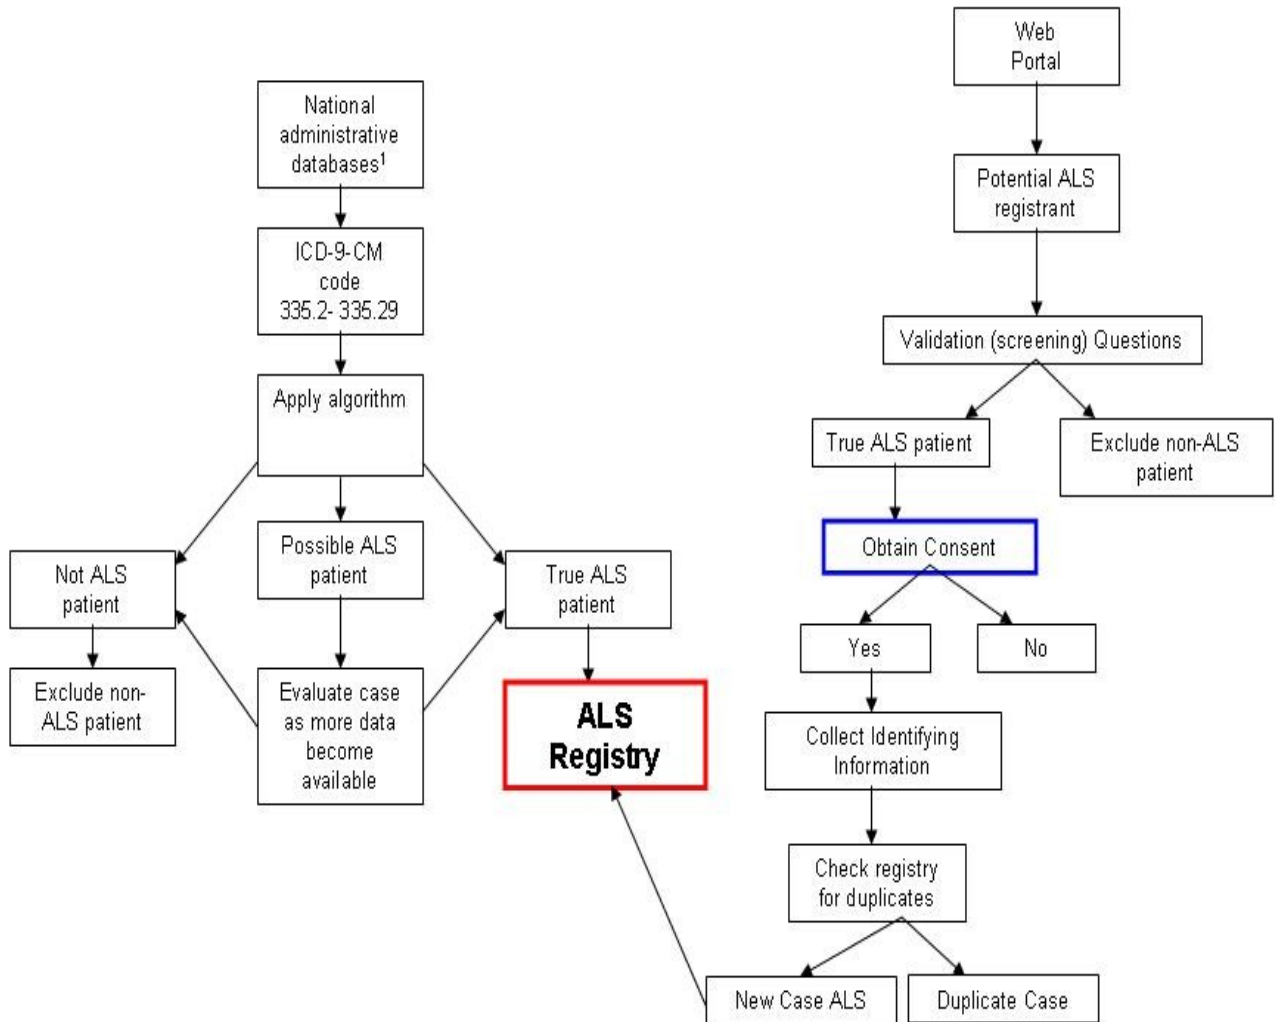 Web
Portal
National
administrative
databases¹
Potential ALS
registrant
ICD-9-CM
code
335.2- 335.29
Validation (screening) Questions
Apply algorithm
True ALS patient
Exclude non-ALS
patient
Possible ALS
patient
Obtain Consent
Not ALS
patient
True ALS
patient
Yes
No
Exclude non-
ALS patient
Evaluate case
as more data
become
available
ALS
Registry
Collect Identifying
Information
Check registry
for duplicates
New Case ALS
Duplicate Case